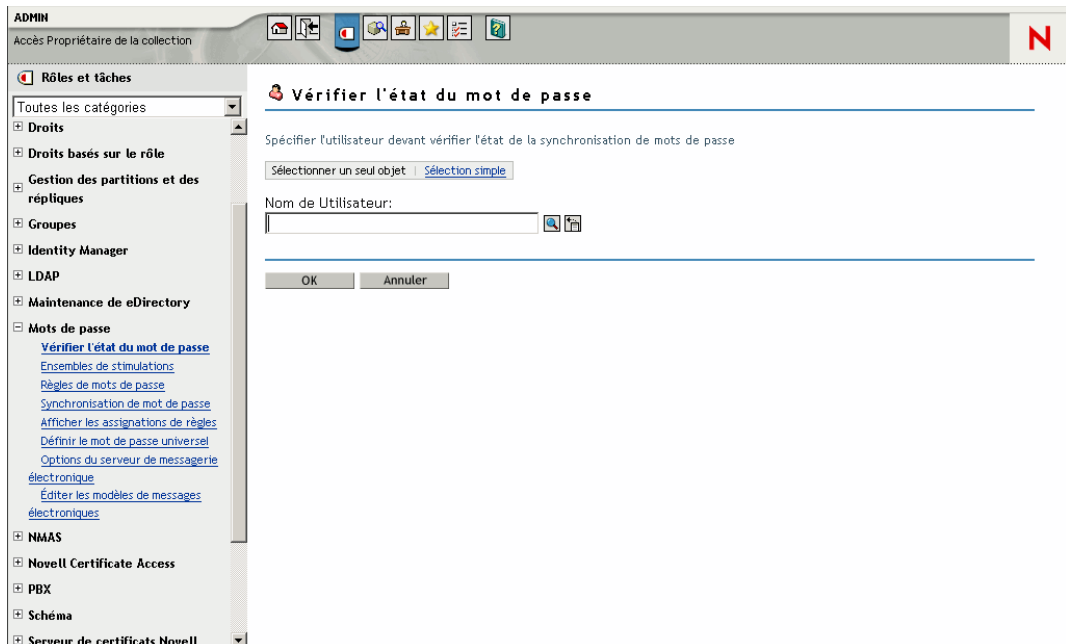 ADMIN
Accès Propriétaire de la collection
N
Rôles et tâches
Toutes les catégories
Droits
Droits basés sur le rôle
Gestion des partitions et des
répliques
Groupes
Identity Manager
LDAP
Maintenance de eDirectory
Mots de passe
Vérifier l'état du mot de passe
Ensembles de stimulations
Règles de mots de passe
Synchronisation de mot de passe
Afficher les assignations de règles
Définir le mot de passe universel
Options du serveur de messagerie
électronique
Éditer les modèles de messages
électroniques
NMAS
Novell Certificate Access
PBX
Schéma
Serveur de certificats Novell
Vérifier l'état du mot de passe
Spécifier l'utilisateur devant vérifier l'état de la synchronisation de mots de passe
Sélectionner un seul objet | Sélection simple
Nom de Utilisateur:
OK Annuler